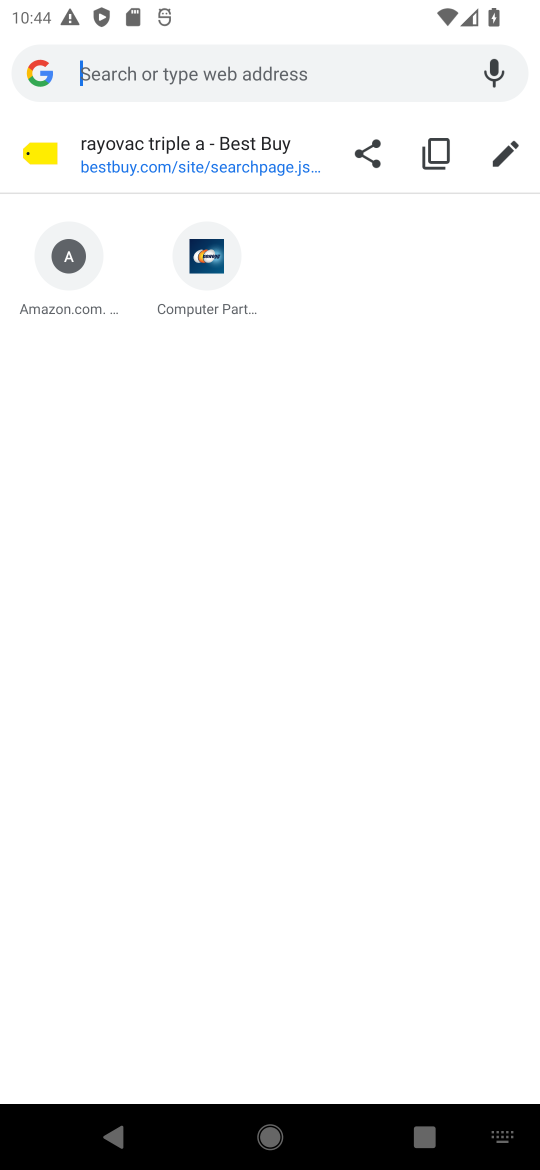 10:44
Search or type web address
rayovac triple a - Best Buy
bestbuy.com/site/searchpage.js...
A
Amazon.com. ...
Computer Part...